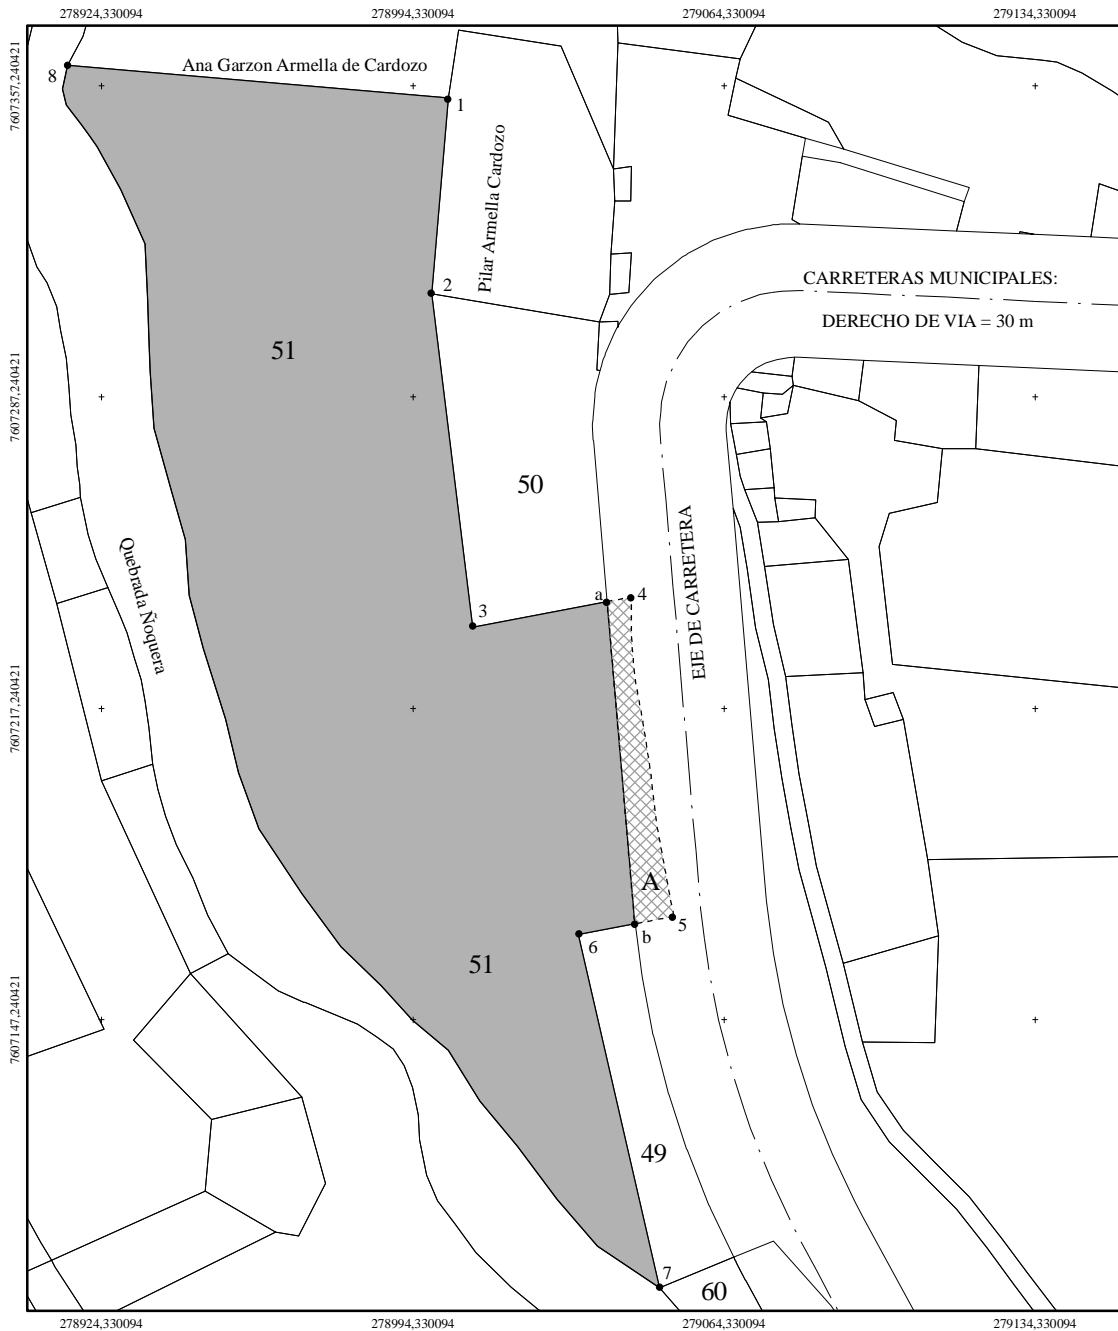 278924,330094
278994,330094
279064,330094
279134,330094
7607357,240421
8
Ana Garzon Armella de Cardozo
1
Pilar Armella Cardozo
2
CARRETERAS MUNICIPALES:
DERECHO DE VIA = 30 m
51
7607287,240421
50
EJE DE CARRETERA
Quebrada Ñoquera
a
4
3
7607217,240421
A
5
b
6
51
7607147,240421
49
7
60
278924,330094
278994,330094
279064,330094
279134,330094